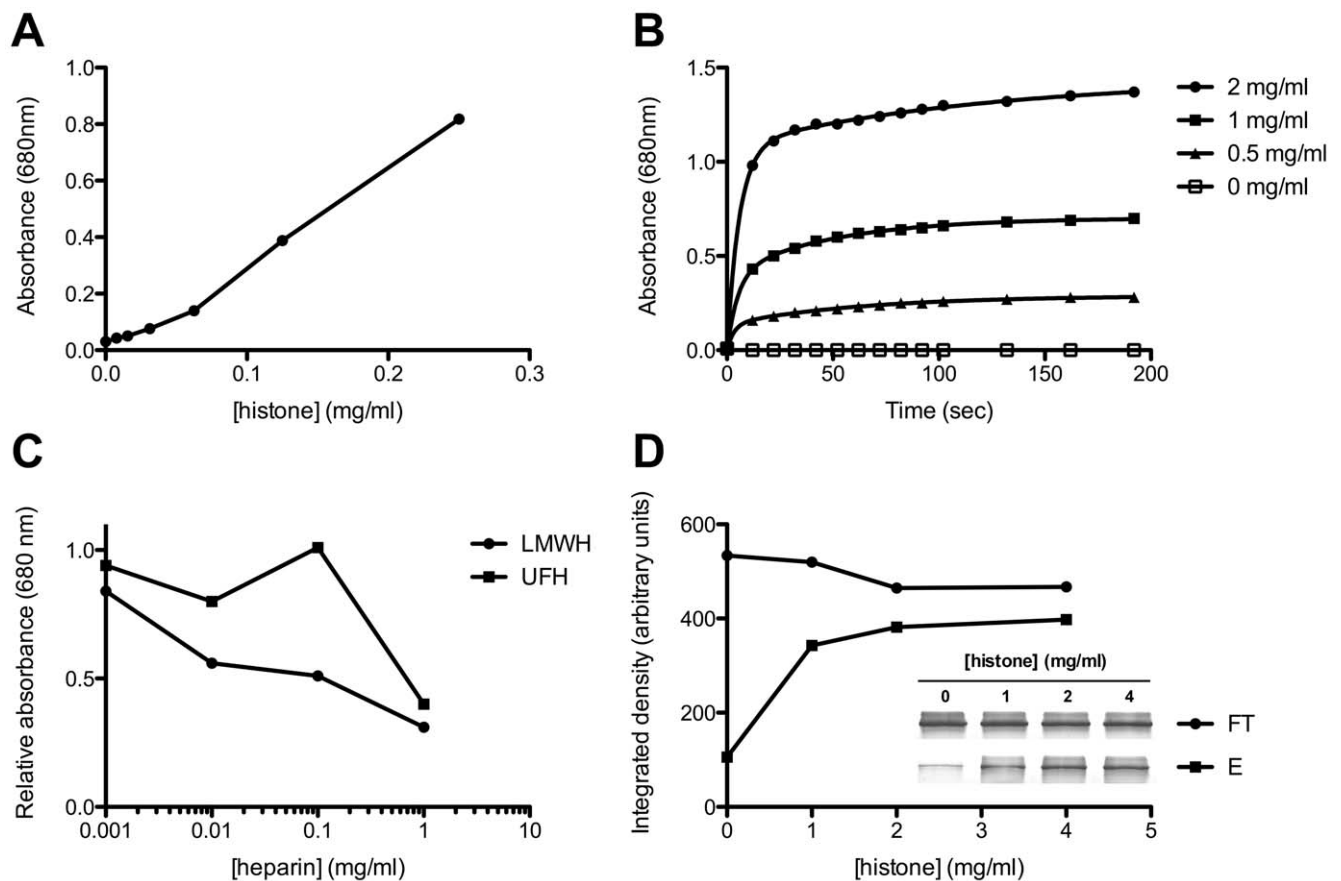 A
Absorbance (680nm)
1.0
0.8
0.6
0.4
0.2
0.0
0.0 0.1 0.2 0.3
[histone] (mg/ml)
B
Absorbance (680nm)
1.5
1.0
0.5
0.0
0 50 100 150 200
Time (sec)
2 mg/ml
1 mg/ml
0.5 mg/ml
0 mg/ml
C
Relative absorbance (680 nm)
1.0
0.5
0.0
0.001 0.01 0.1 1 10
[heparin] (mg/ml)
LMWH
UFH
D
Integrated density (arbitrary units)
600
400
200
0
0 1 2 3 4 5
[histone] (mg/ml)
[histone] (mg/ml)
0 1 2 4
FT
E